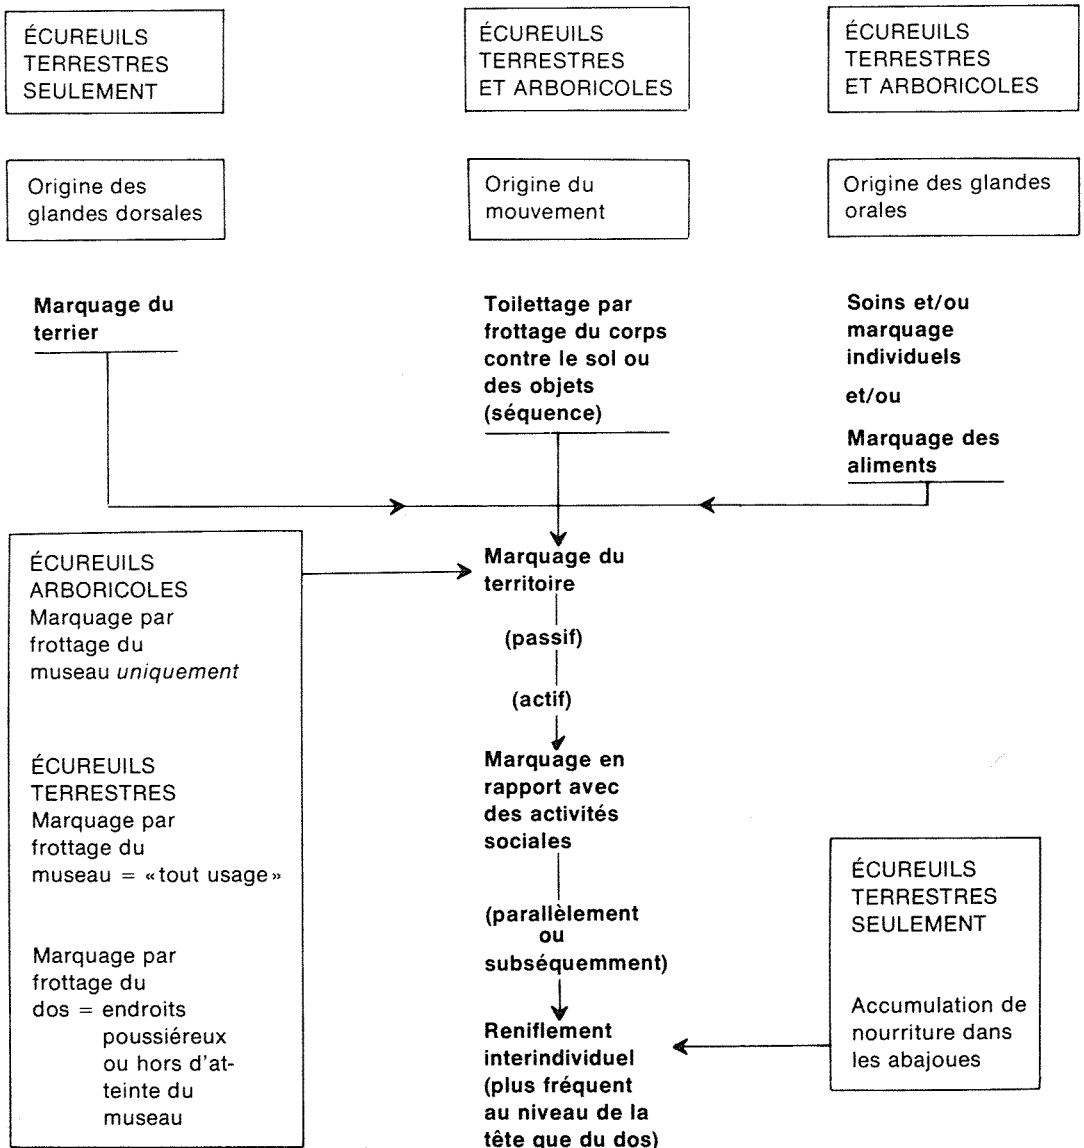 ÉCUREUILS
TERRESTRES
SEULEMENT
ÉCUREUILS
TERRESTRES
ET ARBORICOLES
ÉCUREUILS
TERRESTRES
ET ARBORICOLES
Origine des
glandes dorsales
Origine du
mouvement
Origine des glandes
orales
Marquage du
terrier
Toilettage par
frottage du corps
contre le sol ou
des objets
(séquence)
Soins et/ou
marquage
individuels
et/ou
Marquage des
aliments
ÉCUREUILS
ARBORICOLES
Marquage par
frottage du
museau uniquement
ÉCUREUILS
TERRESTRES
Marquage par
frottage du
museau = «tout usage»
Marquage par
frottage du
dos = endroits
poussiéreux
ou hors d'at-
teinte du
museau
Marquage du
territoire
(passif)
(actif)
Marquage en
rapport avec
des activités
sociales
(parallèlement
ou
subséquemment)
Reniflement
interindividuel
(plus fréquent
au niveau de la
tête que du dos)
ÉCUREUILS
TERRESTRES
SEULEMENT
Accumulation de
nourriture dans
les abajoues